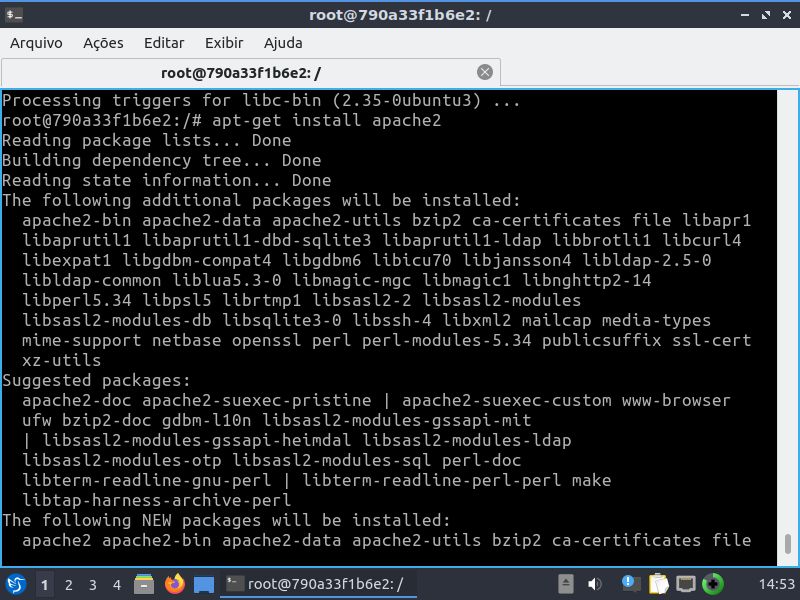 root@790a33f1b6e2: /
Arquivo Ações Editar Exibir Ajuda
root@790a33f1b6e2: /
Processing triggers for libc-bin (2.35-0ubuntu3) ...
root@790a33f1b6e2:/# apt-get install apache2
Reading package lists... Done
Building dependency tree... Done
Reading state information... Done
The following additional packages will be installed:
  apache2-bin apache2-data apache2-utils bzip2 ca-certificates file libapr1
  libaprutil1 libaprutil1-dbd-sqlite3 libaprutil1-ldap libbrotli1 libcurl4
  libexpat1 libgdbm-compat4 libgdbm6 libicu70 libjansson4 libldap-2.5-0
  libldap-common liblua5.3-0 libmagic-mgc libmagic1 libnghttp2-14
  libperl5.34 libpsl5 librtmp1 libsasl2-2 libsasl2-modules
  libsasl2-modules-db libsqlite3-0 libssh-4 libxml2 mailcap media-types
  mime-support netbase openssl perl perl-modules-5.34 publicsuffix ssl-cert
  xz-utils
Suggested packages:
  apache2-doc apache2-suexec-pristine | apache2-suexec-custom www-browser
  ufw bzip2-doc gdbm-l10n libsasl2-modules-gssapi-mit
  | libsasl2-modules-gssapi-heimdal libsasl2-modules-ldap
  libsasl2-modules-otp libsasl2-modules-sql perl-doc
  libterm-readline-gnu-perl | libterm-readline-perl-perl make
  libtap-harness-archive-perl
The following NEW packages will be installed:
  apache2 apache2-bin apache2-data apache2-utils bzip2 ca-certificates file
1 2 3 4 root@790a33f1b6e2: / 14:53